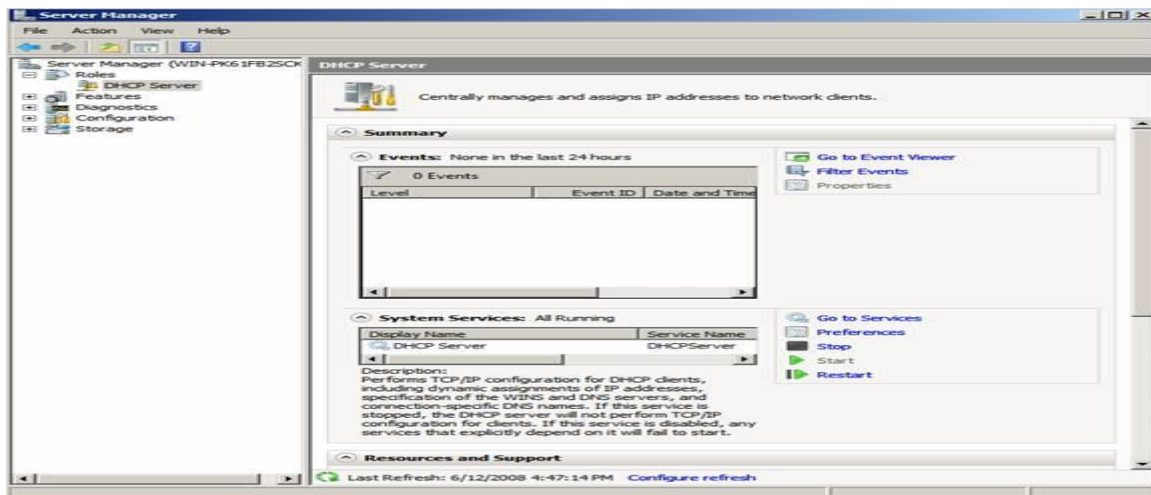 Server Manager
File Action View Help
Server Manager (WIN-PK61FB2SCK
Roles
DHCP Server
Features
Diagnostics
Configuration
Storage
DHCP Server
Centrally manages and assigns IP addresses to network clients.
Summary
Events: None in the last 24 hours
0 Events
Level Event ID Date and Time
Go to Event Viewer
Filter Events
Properties
System Services: All Running
Display Name Service Name
DHCP Server DHCPServer
Description:
Performs TCP/IP configuration for DHCP clients,
including dynamic assignments of IP addresses,
specification of the WINS and DNS servers, and
connection-specific DNS names. If this service is
stopped, the DHCP server will not perform TCP/IP
configuration for clients. If this service is disabled, any
services that explicitly depend on it will fail to start.
Go to Services
Preferences
Stop
Start
Restart
Resources and Support
Last Refresh: 6/12/2008 4:47:14 PM Configure refresh